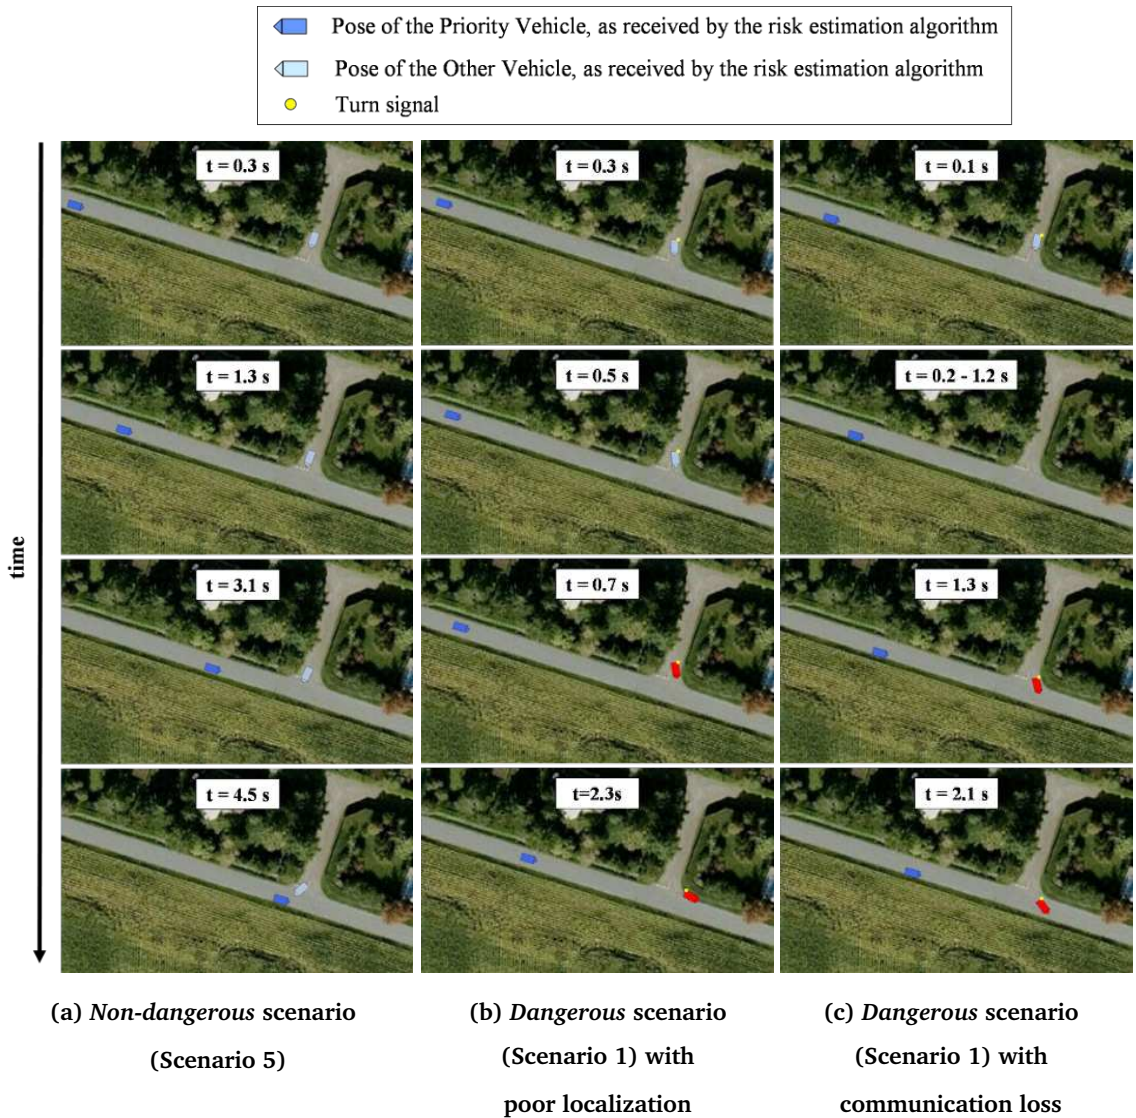 Pose of the Priority Vehicle, as received by the risk estimation algorithm
Pose of the Other Vehicle, as received by the risk estimation algorithm
Turn signal
time
t = 0.3 s
t = 1.3 s
t = 3.1 s
t = 4.5 s
(a) Non-dangerous scenario
(Scenario 5)
t = 0.3 s
t = 0.5 s
t = 0.7 s
t=2.3s
(b) Dangerous scenario
(Scenario 1) with
poor localization
t = 0.1 s
t = 0.2 - 1.2 s
t = 1.3 s
t = 2.1 s
(c) Dangerous scenario
(Scenario 1) with
communication loss